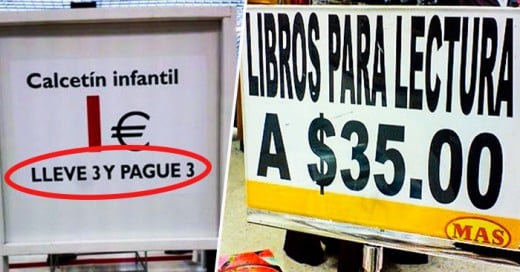 Calcetín infantil
1 €
LLEVE 3 Y PAGUE 3
LIBROS PARA LECTURA
A $35.00
MAS